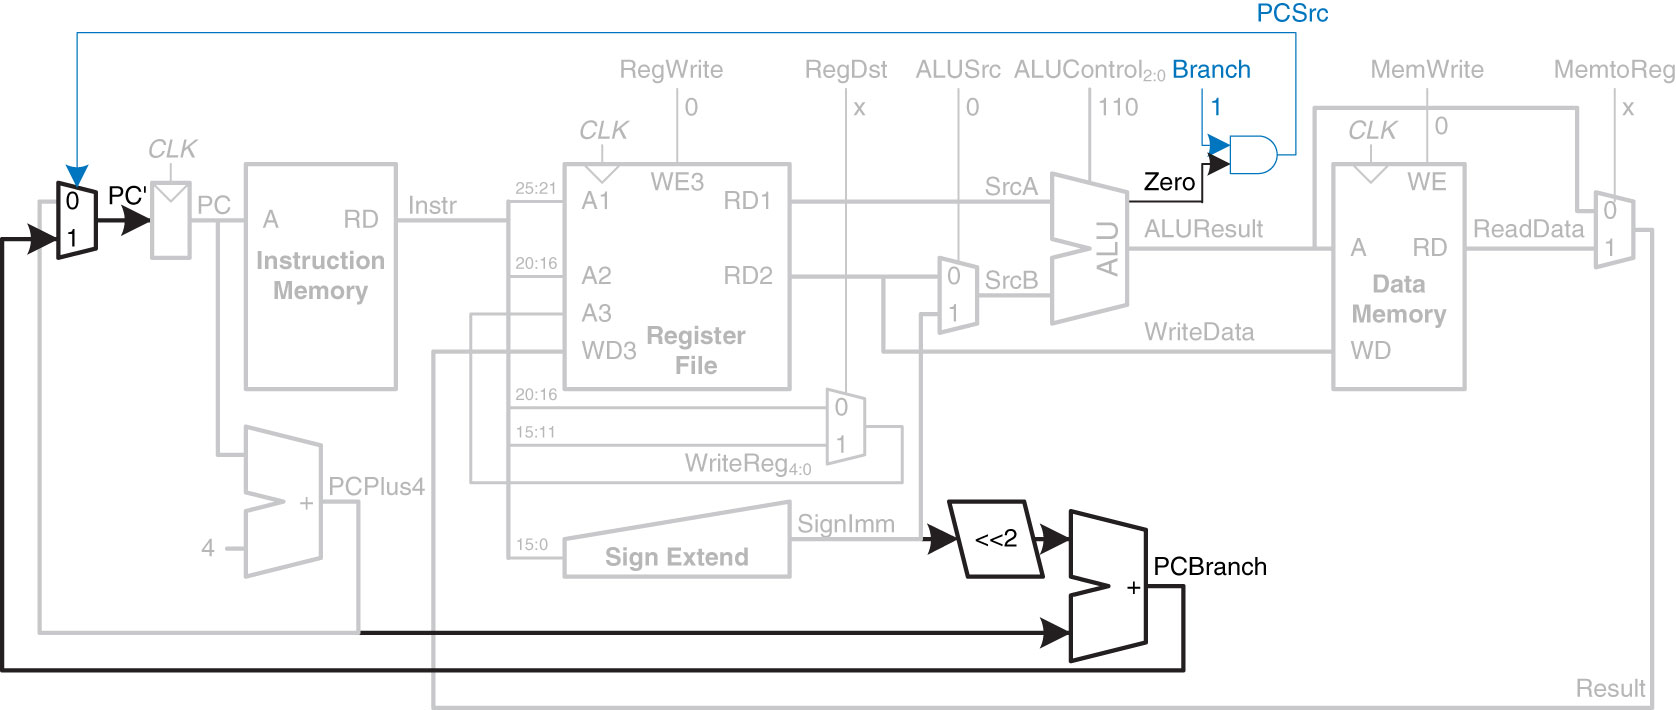 PCSrc
RegWrite
RegDst
ALUSrc
ALUControl2:0
Branch
MemWrite
MemtoReg
0
x
0
110
1
0
x
CLK
CLK
CLK
0
1
PC'
PC
A
RD
Instruction
Memory
Instr
25:21
20:16
A1
A2
A3
WD3
WE3
RD1
RD2
Register
File
SrcA
0
1
SrcB
ALU
Zero
ALUResult
WriteData
A
RD
WE
WD
Data
Memory
ReadData
0
1
20:16
15:11
0
1
WriteReg4:0
PCPlus4
+
4
15:0
Sign Extend
SignImm
<<2
+
PCBranch
Result